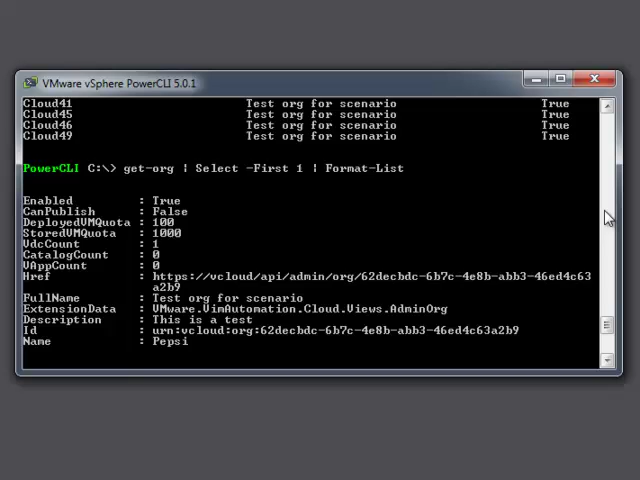 VMware vSphere PowerCLI 5.0.1
Cloud41 Test org for scenario True
Cloud45 Test org for scenario True
Cloud46 Test org for scenario True
Cloud49 Test org for scenario True
PowerCLI C:\> get-org | Select -First 1 | Format-List
Enabled : True
CanPublish : False
DeployedVMQuota : 100
StoredVMQuota : 1000
VdcCount : 1
CatalogCount : 0
VAppCount : 0
Href : https://vcloud/api/admin/org/62decbdc-6b7c-4e8b-abb3-46ed4c63
a2b9
FullName : Test org for scenario
ExtensionData : VMware.VimAutomation.Cloud.Views.AdminOrg
Description : This is a test
Id : urn:vcloud:org:62decbdc-6b7c-4e8b-abb3-46ed4c63a2b9
Name : Pepsi